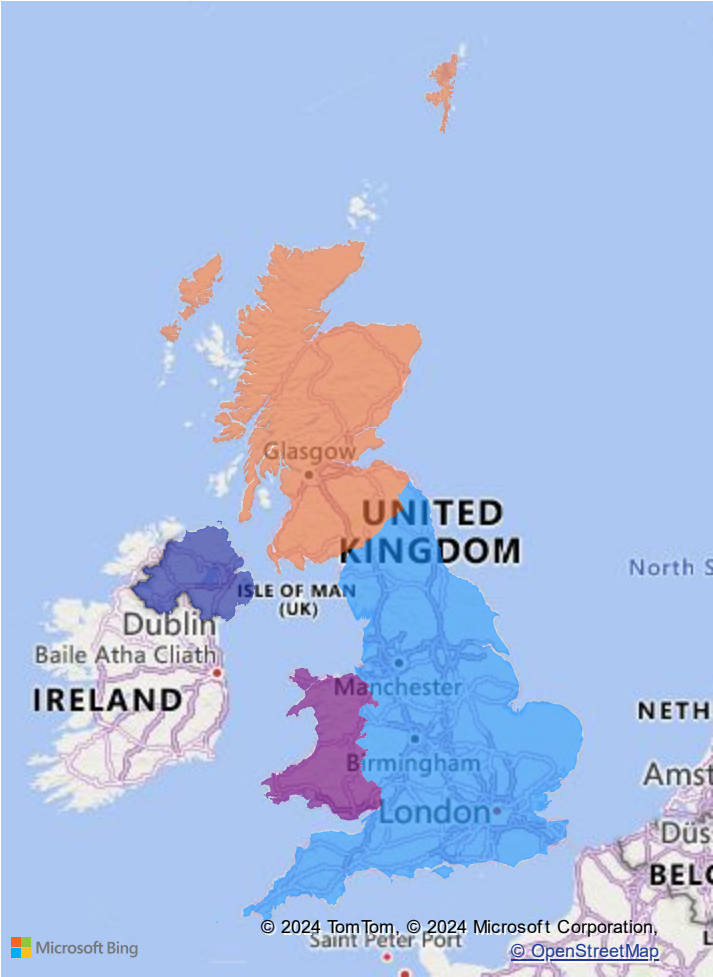 Glasgow
UNITED
KINGDOM
North S
ISLE OF MAN
(UK)
Dublin
Baile Atha Cliath
IRELAND
Manchester
NETH
Birmingham
Amst
London
Düs
BELG
L
© 2024 TomTom, © 2024 Microsoft Corporation,
Saint Peter Port
© OpenStreetMap
Microsoft Bing